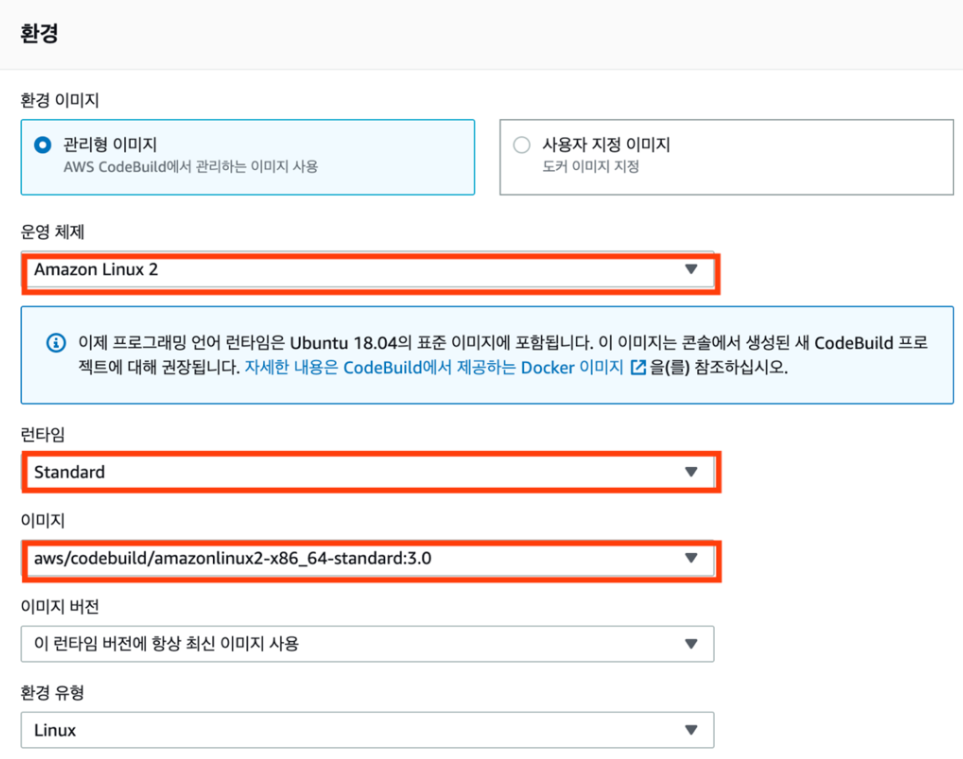 환경
환경 이미지
관리형 이미지
AWS CodeBuild에서 관리하는 이미지 사용
사용자 지정 이미지
도커 이미지 지정
운영 체제
Amazon Linux 2
이제 프로그래밍 언어 런타임은 Ubuntu 18.04의 표준 이미지에 포함됩니다. 이 이미지는 콘솔에서 생성된 새 CodeBuild 프로
젝트에 대해 권장됩니다. 자세한 내용은 CodeBuild에서 제공하는 Docker 이미지 을(를) 참조하십시오.
런타임
Standard
이미지
aws/codebuild/amazonlinux2-x86_64-standard:3.0
이미지 버전
이 런타임 버전에 항상 최신 이미지 사용
환경 유형
Linux